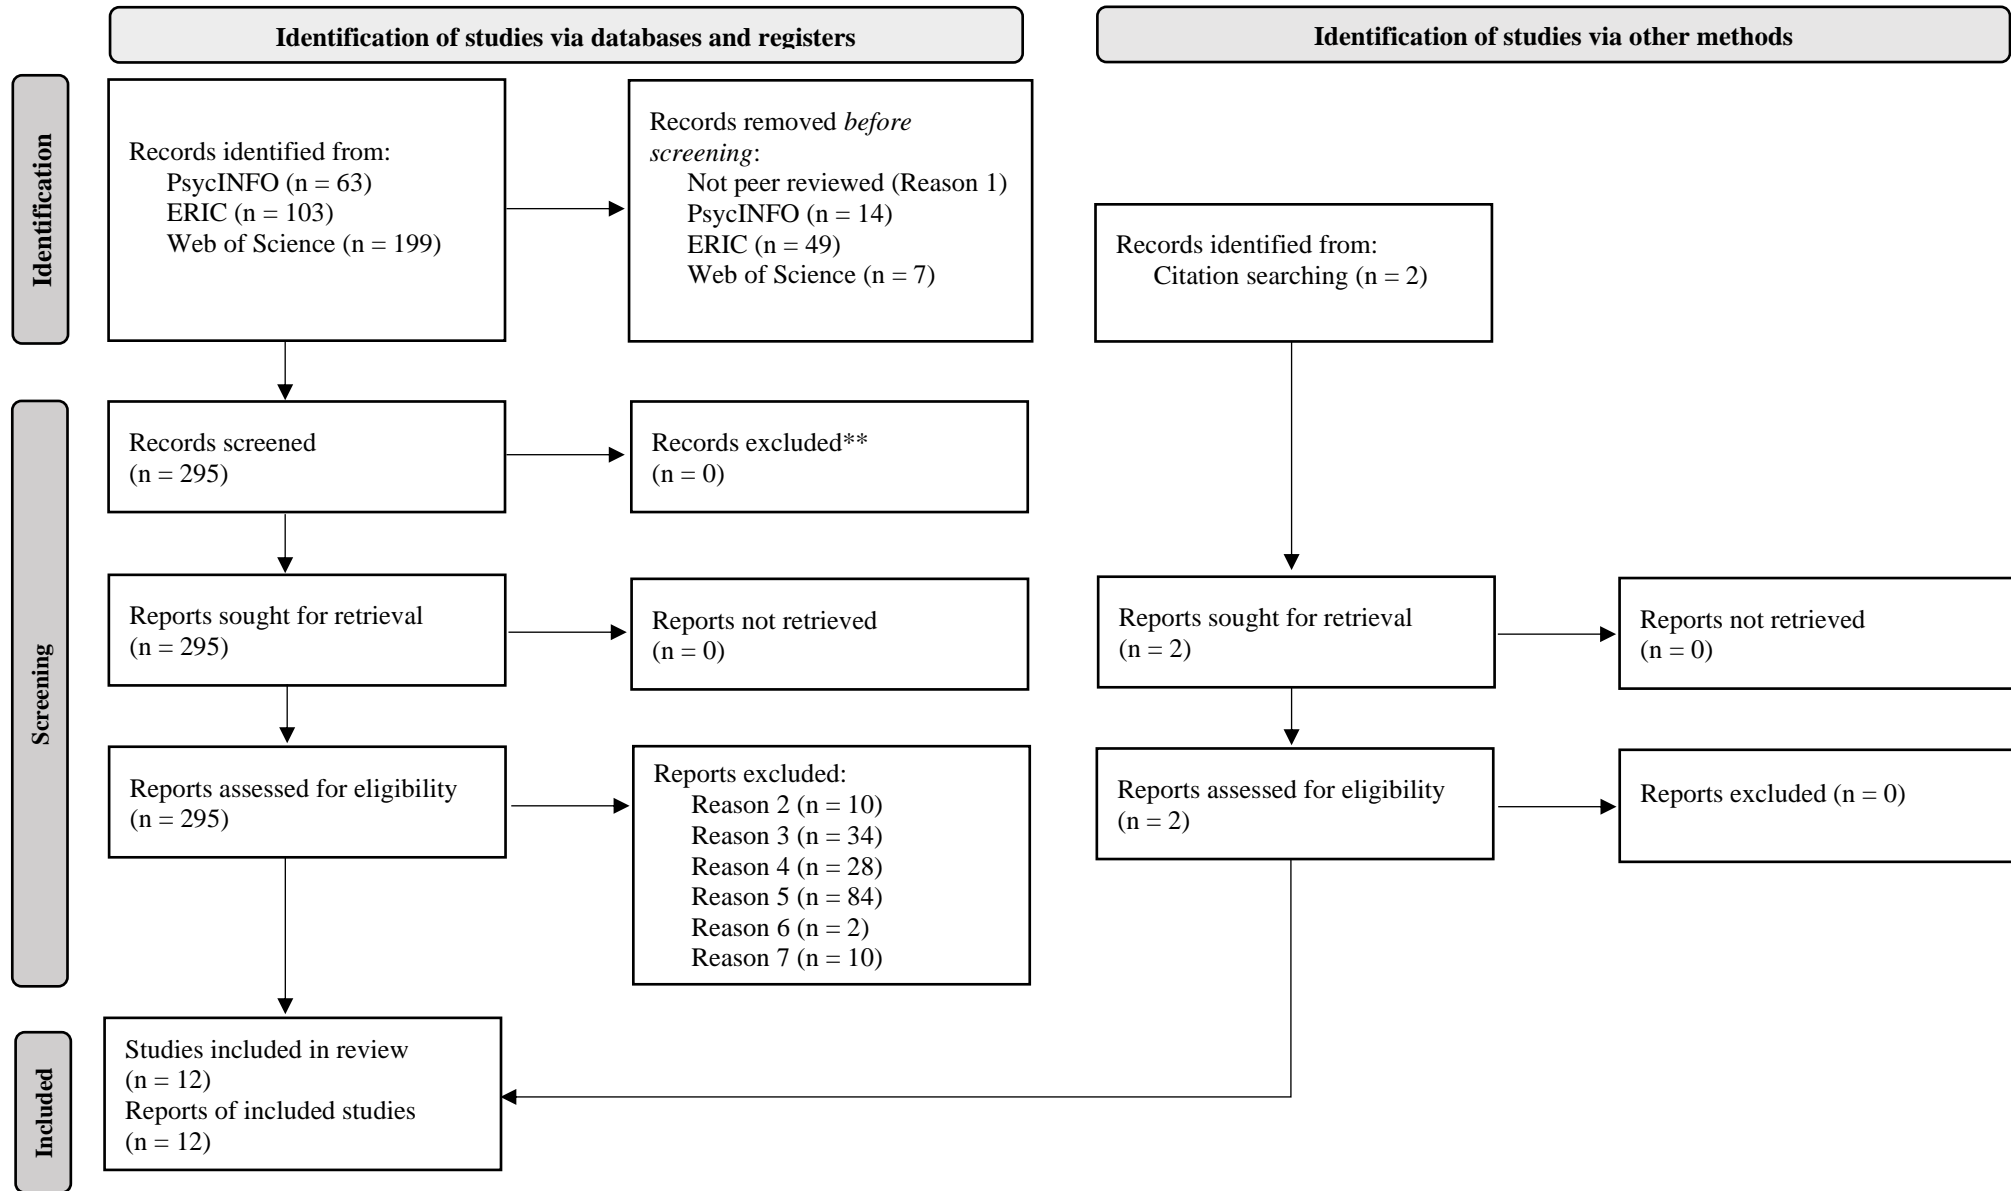 Identification of studies via databases and registers
Identification of studies via other methods
Identification
Records identified from:
PsycINFO (n = 63)
ERIC (n = 103)
Web of Science (n = 199)
Records removed before
screening:
Not peer reviewed (Reason 1)
PsycINFO (n = 14)
ERIC (n = 49)
Web of Science (n = 7)
Records identified from:
Citation searching (n = 2)
Screening
Records screened
(n = 295)
Records excluded**
(n = 0)
Reports sought for retrieval
(n = 295)
Reports not retrieved
(n = 0)
Reports sought for retrieval
(n = 2)
Reports not retrieved
(n = 0)
Reports assessed for eligibility
(n = 295)
Reports excluded:
Reason 2 (n = 10)
Reason 3 (n = 34)
Reason 4 (n = 28)
Reason 5 (n = 84)
Reason 6 (n = 2)
Reason 7 (n = 10)
Reports assessed for eligibility
(n = 2)
Reports excluded (n = 0)
Included
Studies included in review
(n = 12)
Reports of included studies
(n = 12)